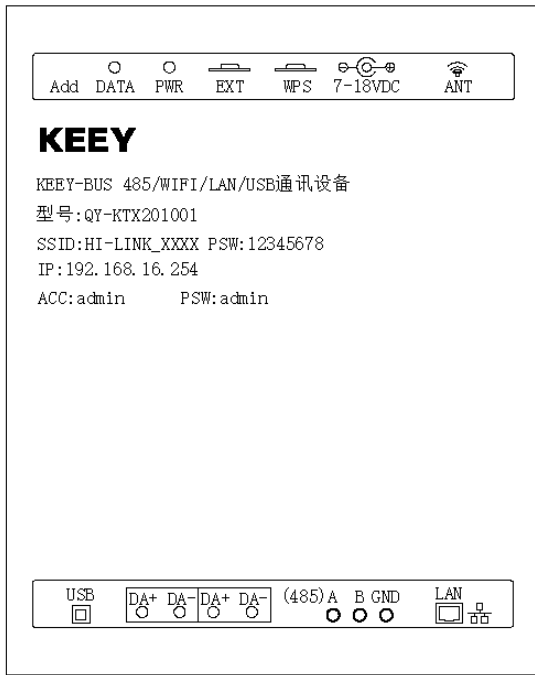 Add DATA PWR EXT WPS 7-18VDC ANT
KEEY
KEEY-BUS 485/WIFI/LAN/USB通讯设备
型号:QY-KTX201001
SSID:HI-LINK_XXXX PSW:12345678
IP:192.168.16.254
ACC:admin PSW:admin
USB DA+ DA- DA+ DA- (485) A B GND LAN